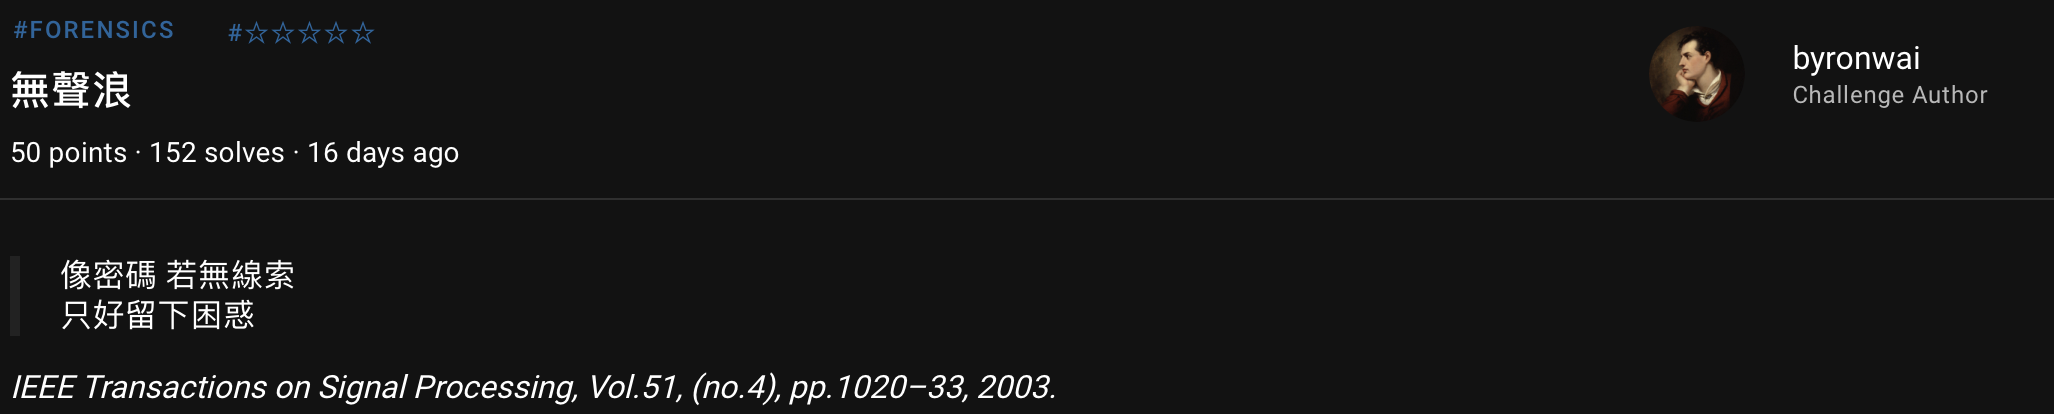 #FORENSICS #☆☆☆☆☆
無聲浪
50 points · 152 solves · 16 days ago
byronwai
Challenge Author
像密碼 若無線索
只好留下困惑
IEEE Transactions on Signal Processing, Vol.51, (no.4), pp.1020–33, 2003.